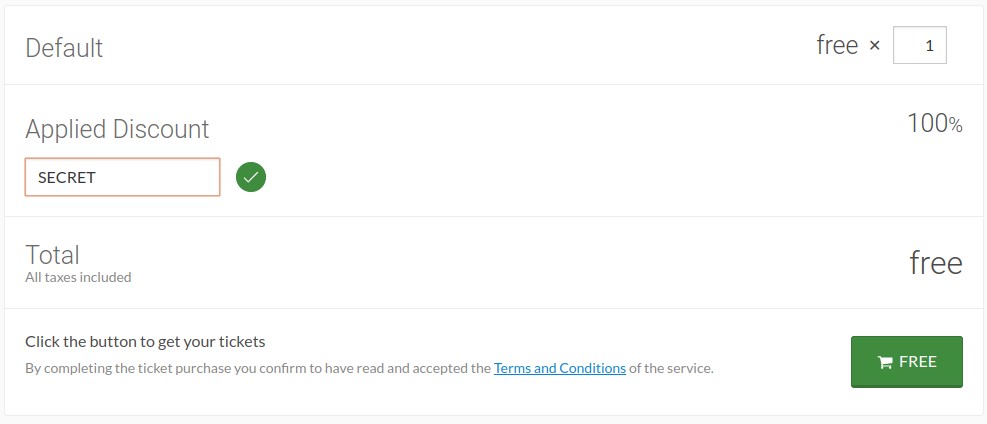 Default free × 1
Applied Discount 100%
SECRET
Total free
All taxes included
Click the button to get your tickets
By completing the ticket purchase you confirm to have read and accepted the Terms and Conditions of the service.
FREE